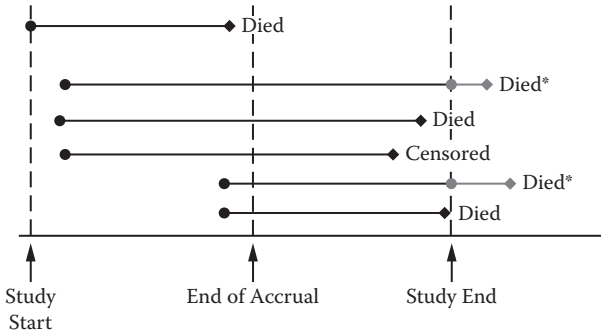 Died
Died*
Died
Censored
Died*
Died
Study Start
End of Accrual
Study End